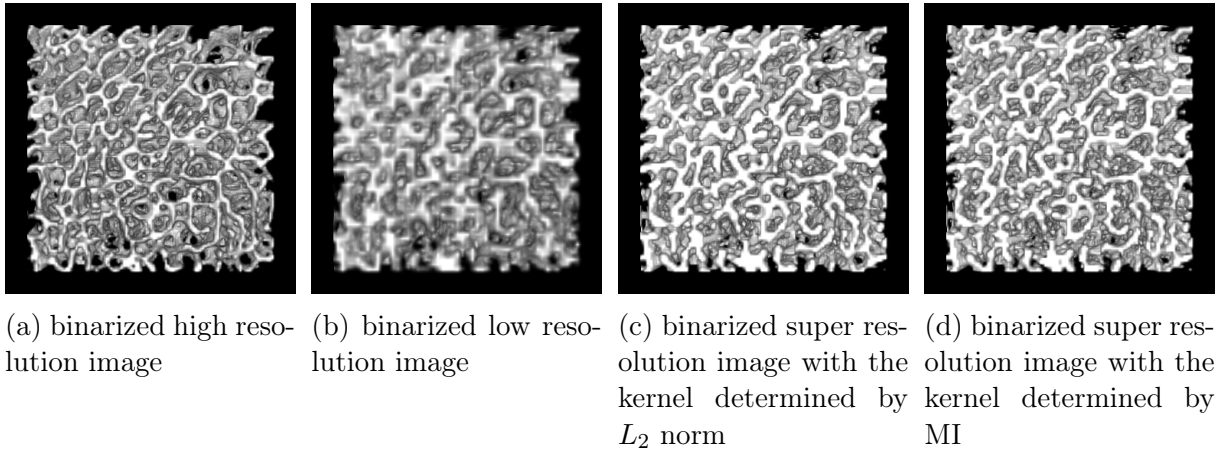 (a) binarized high reso-
lution image
(b) binarized low reso-
lution image
(c) binarized super res-
olution image with the
kernel determined by
L₂ norm
(d) binarized super res-
olution image with the
kernel determined by
MI